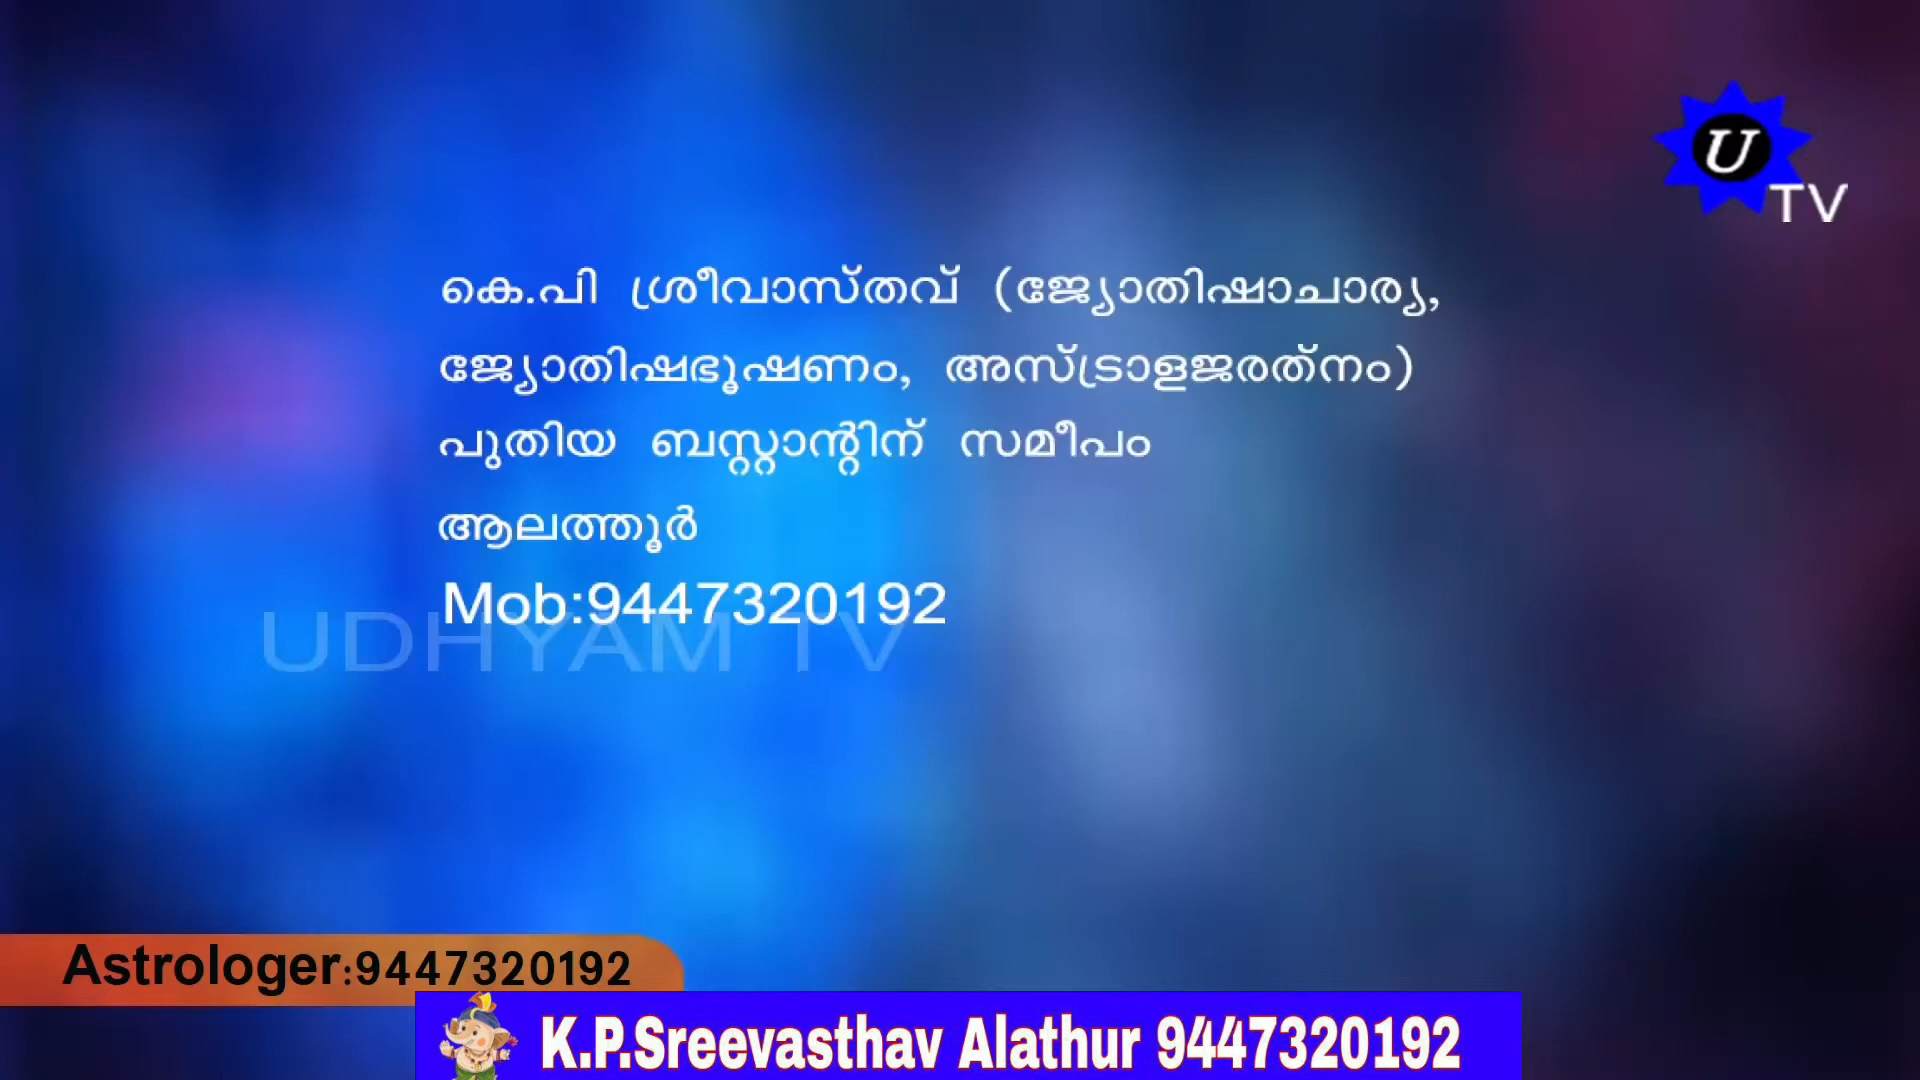 U
TV
കെ.പി ശ്രീവാസ്തവ് (ജ്യോതിഷാചാര്യ,
ജ്യോതിഷഭൂഷണം, അസ്ട്രാളജരത്‌നം)
പുതിയ ബസ്സ്റ്റാന്റിന് സമീപം
ആലത്തൂർ
Mob:9447320192
UDHYAM TV
Astrologer:9447320192
K.P.Sreevasthav Alathur 9447320192